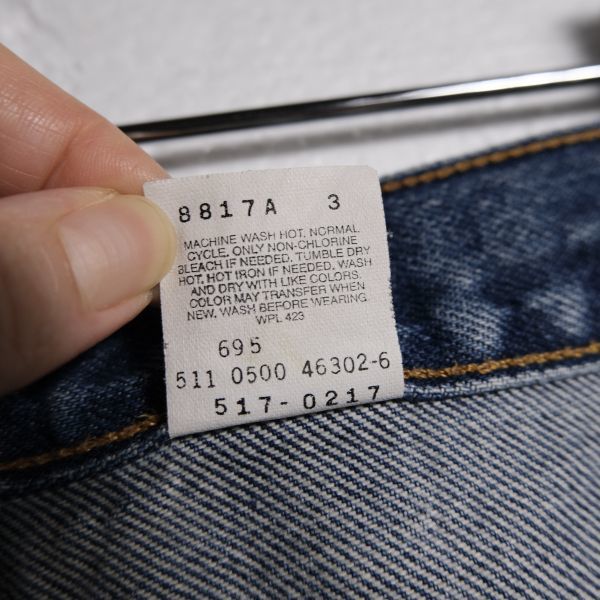 8817A 3
MACHINE WASH HOT, NORMAL
CYCLE. ONLY NON-CHLORINE
BLEACH IF NEEDED. TUMBLE DRY
HOT, HOT IRON IF NEEDED. WASH
AND DRY WITH LIKE COLORS.
COLOR MAY TRANSFER WHEN
NEW. WASH BEFORE WEARING
WPL 423
695
511 0500 46302-6
517-0217